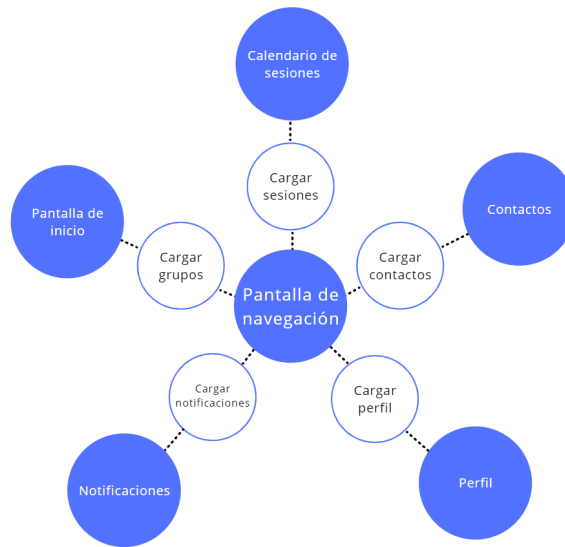 Calendario de
sesiones
Cargar
sesiones
Pantalla de
inicio
Cargar
grupos
Contactos
Cargar
contactos
Pantalla de
navegación
Cargar
notificaciones
Cargar
perfil
Notificaciones
Perfil